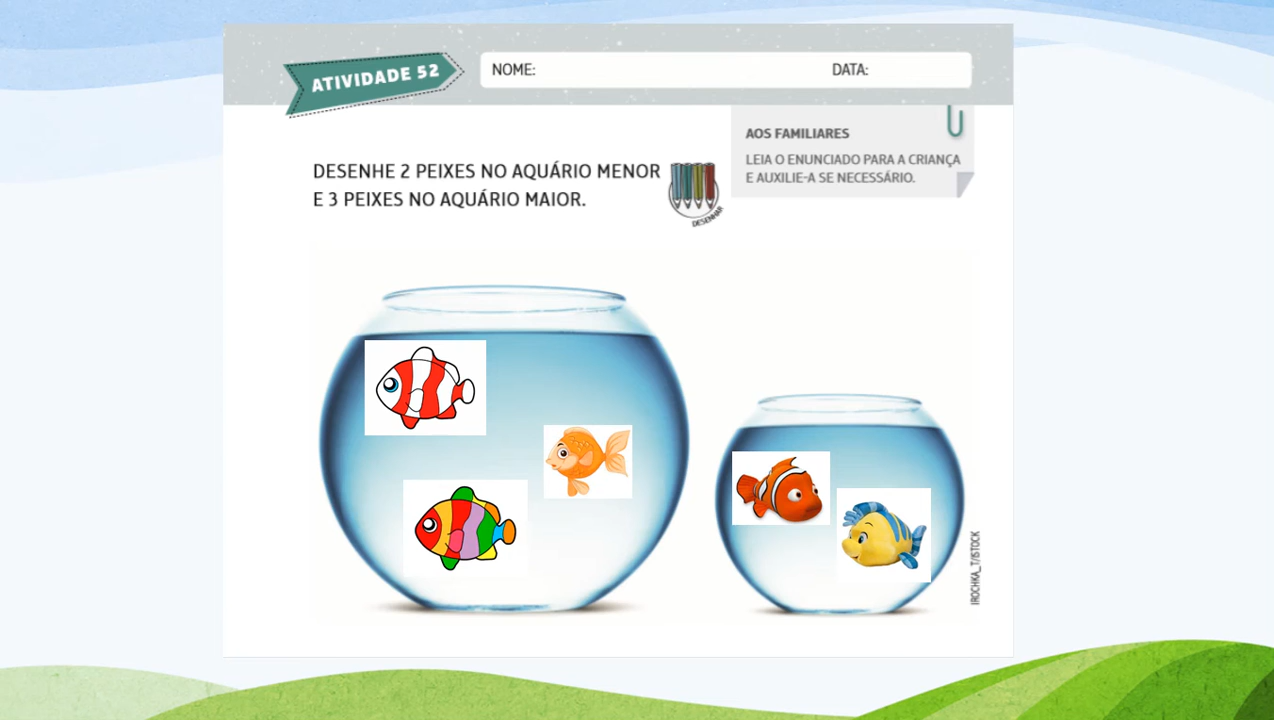 ATIVIDADE 52
NOME: DATA:
AOS FAMILIARES
LEIA O ENUNCIADO PARA A CRIANÇA
E AUXILIE-A SE NECESSÁRIO.
DESENHE 2 PEIXES NO AQUÁRIO MENOR
E 3 PEIXES NO AQUÁRIO MAIOR.
DESENHAR
IROCHKA_T/ISTOCK